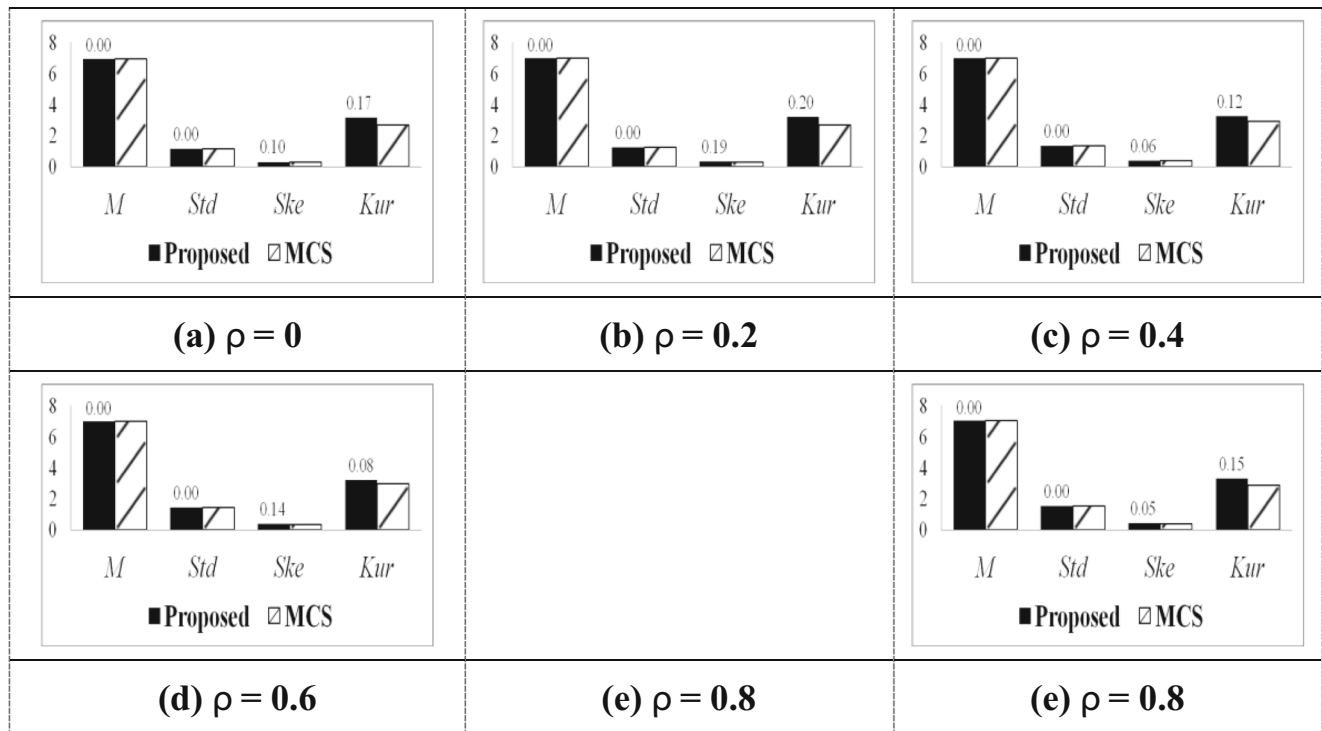 8
0.00
6
4
0.17
2
0.00
0.10
0
M Std Ske Kur
Proposed MCS
8
0.00
6
4
0.20
2
0.00
0.19
0
M Std Ske Kur
Proposed MCS
8
0.00
6
4
0.12
2
0.00
0.06
0
M Std Ske Kur
Proposed MCS
(a) ρ = 0
(b) ρ = 0.2
(c) ρ = 0.4
8
0.00
6
4
0.08
2
0.00
0.14
0
M Std Ske Kur
Proposed MCS
8
0.00
6
4
0.15
2
0.00
0.05
0
M Std Ske Kur
Proposed MCS
(d) ρ = 0.6
(e) ρ = 0.8
(e) ρ = 0.8